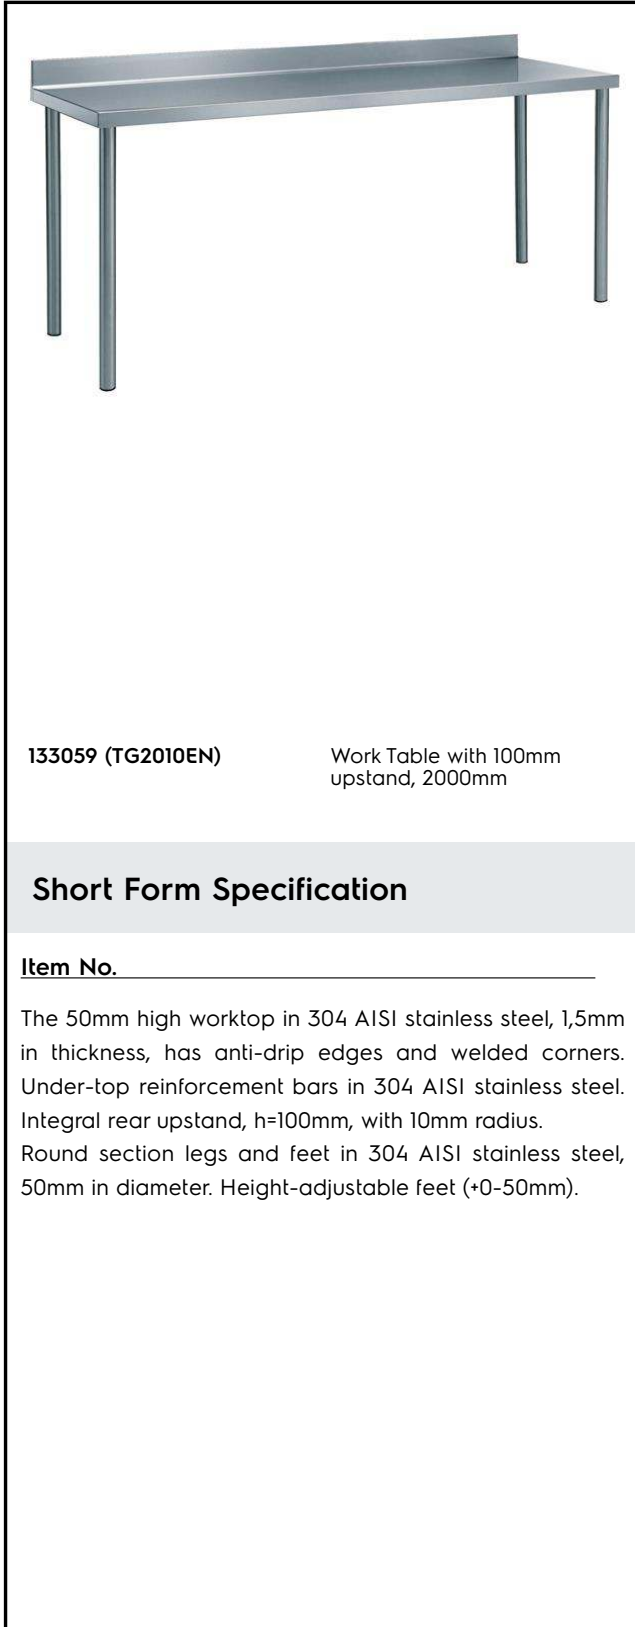 133059 (TG2010EN)
Work Table with 100mm
upstand, 2000mm
Short Form Specification
Item No.
The 50mm high worktop in 304 AISI stainless steel, 1,5mm
in thickness, has anti-drip edges and welded corners.
Under-top reinforcement bars in 304 AISI stainless steel.
Integral rear upstand, h=100mm, with 10mm radius.
Round section legs and feet in 304 AISI stainless steel,
50mm in diameter. Height-adjustable feet (+0-50mm).